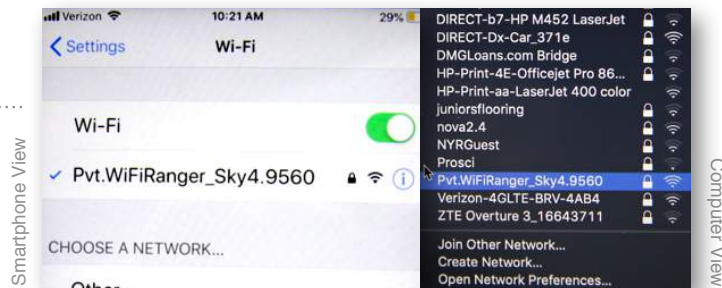 Smartphone View
Verizon 10:21 AM 29%
Settings Wi-Fi
Wi-Fi
Pvt.WiFiRanger_Sky4.9560
CHOOSE A NETWORK...
Other
DIRECT-b7-HP M452 LaserJet
DIRECT-Dx-Car_371e
DMGLoans.com Bridge
HP-Print-4E-Officejet Pro 86...
HP-Print-aa-LaserJet 400 color
juniorsflooring
nova2.4
NYRGuest
Prosci
Pvt.WiFiRanger_Sky4.9560
Verizon-4GLTE-BRV-4AB4
ZTE Overture 3_16643711
Join Other Network...
Create Network...
Open Network Preferences...
Computer View